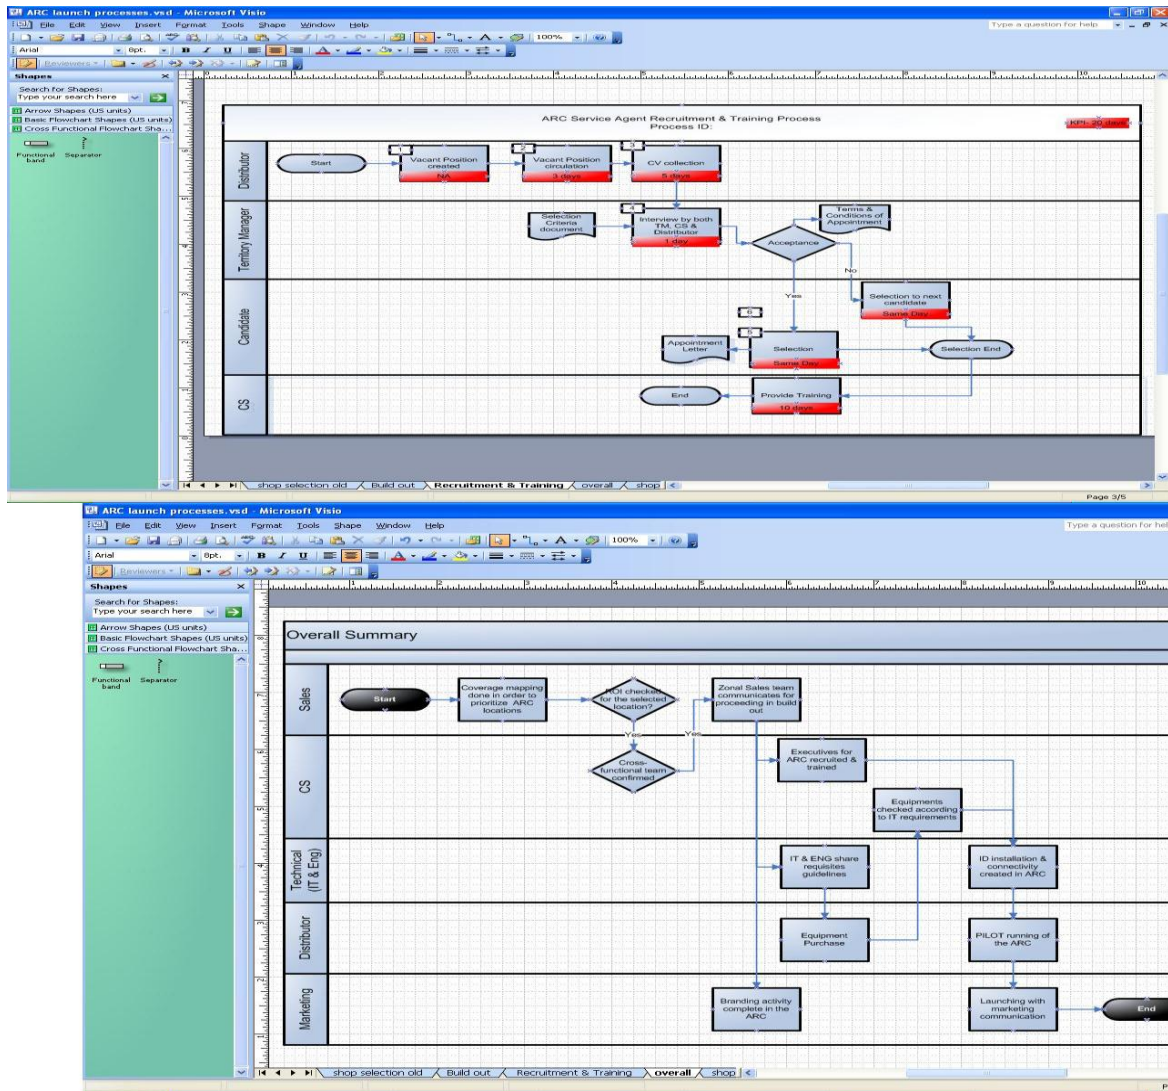 ARC launch processes.vsd - Microsoft Visio
File Edit View Insert Format Tools Shape Window Help
Type a question for help
100%
Arial
8pt.
B I U
Reviewers
Shapes
Search for Shapes:
Type your search here
Arrow Shapes (US units)
Basic Flowchart Shapes (US units)
Cross Functional Flowchart Sha...
Functional band
Separator
ARC Service Agent Recruitment & Training Process
Process ID:
KPI- 20 days
Distributor
Start
1
Vacant Position
created
NA
2
Vacant Position
circulation
3 days
3
CV collection
5 days
Territory Manager
Selection
Criteria
document
4
Interview by both
TM, CS &
Distributor
1 day
Acceptance
Terms &
Conditions of
Appointment
No
Yes
Candidate
Selection to next
candidate
Same Day
6
5
Appointment
Letter
Selection
Same Day
Selection End
CS
End
Provide Training
10 days
shop selection old
Build out
Recruitment & Training
overall
shop
Page 3/5
ARC launch processes.vsd - Microsoft Visio
File Edit View Insert Format Tools Shape Window Help
Type a question for help
100%
Arial
8pt.
B I U
Reviewers
Shapes
Search for Shapes:
Type your search here
Arrow Shapes (US units)
Basic Flowchart Shapes (US units)
Cross Functional Flowchart Sha...
Functional band
Separator
Overall Summary
Sales
Start
Coverage mapping
done in order to
prioritize ARC
locations
ROI checked
for the selected
location?
Zonal Sales team
communicates for
proceeding in build
out
Yes
Yes
CS
Cross-
functional team
confirmed
Executives for
ARC recruited &
trained
Equipments
checked according
to IT requirements
Technical
(IT & Eng)
IT & ENG share
requisites
guidelines
ID installation &
connectivity
created in ARC
Distributor
Equipment
Purchase
PILOT running of
the ARC
Marketing
Branding activity
complete in the
ARC
Launching with
marketing
communication
End
shop selection old
Build out
Recruitment & Training
overall
shop